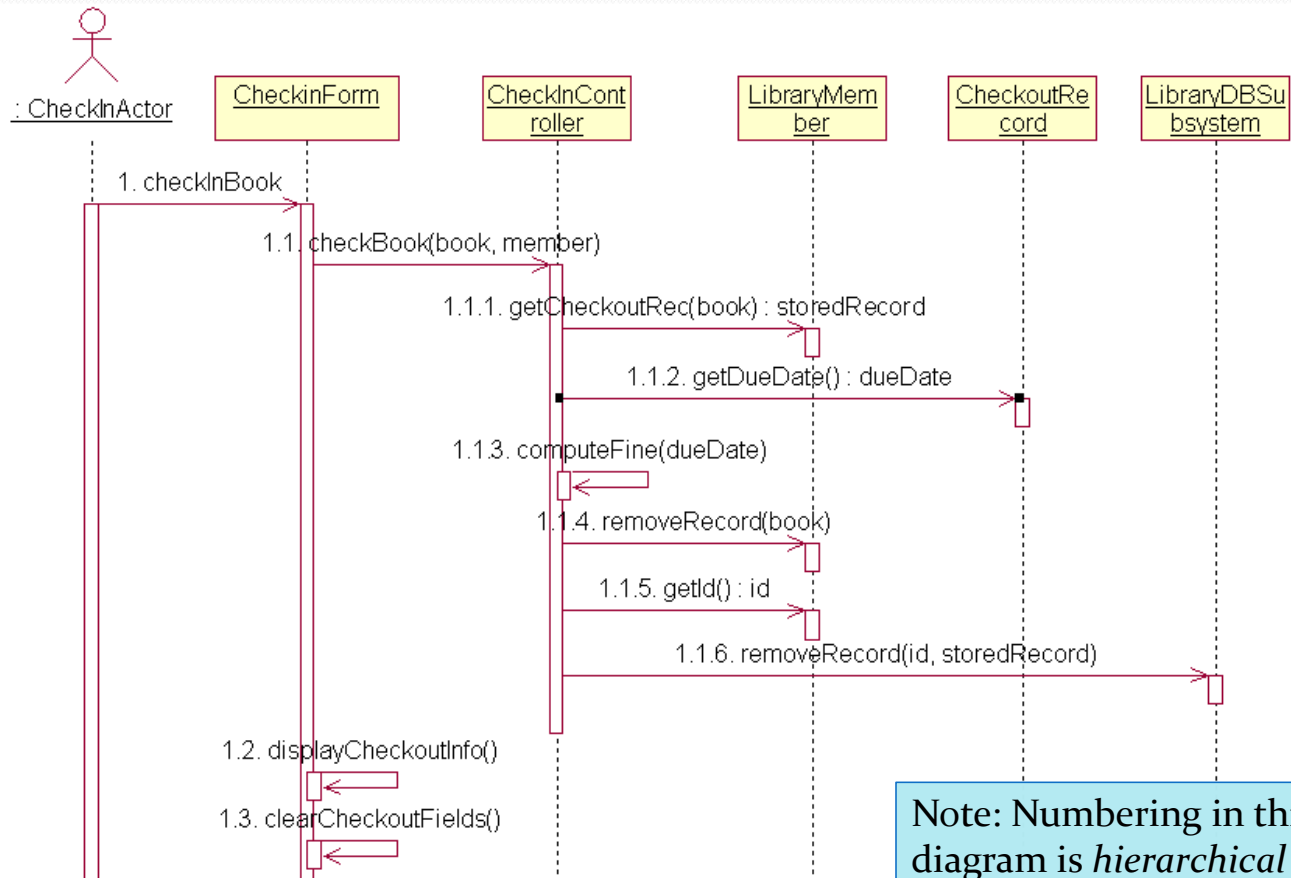 : CheckInActor
CheckinForm
CheckInCont
roller
LibraryMem
ber
CheckoutRe
cord
LibraryDBSu
bsystem
1. checkInBook
1.1. checkBook(book, member)
1.1.1. getCheckoutRec(book) : storedRecord
1.1.2. getDueDate() : dueDate
1.1.3. computeFine(dueDate)
1.1.4. removeRecord(book)
1.1.5. getId() : id
1.1.6. removeRecord(id, storedRecord)
1.2. displayCheckoutInfo()
1.3. clearCheckoutFields()
Note: Numbering in
diagram is hierarchical